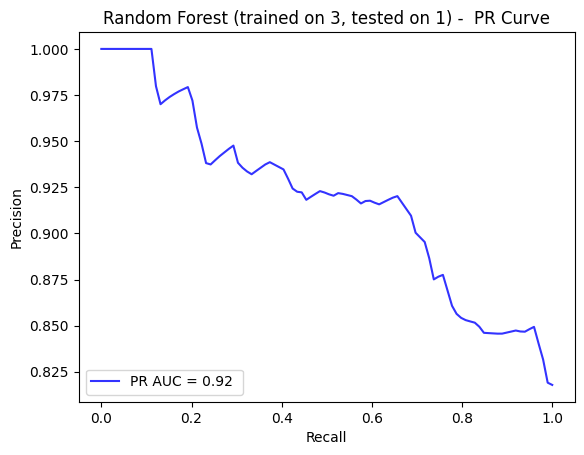 Random Forest (trained on 3, tested on 1) -  PR Curve
1.000
0.975
0.950
0.925
0.900
0.875
0.850
0.825
Precision
PR AUC = 0.92
0.0 0.2 0.4 0.6 0.8 1.0
Recall